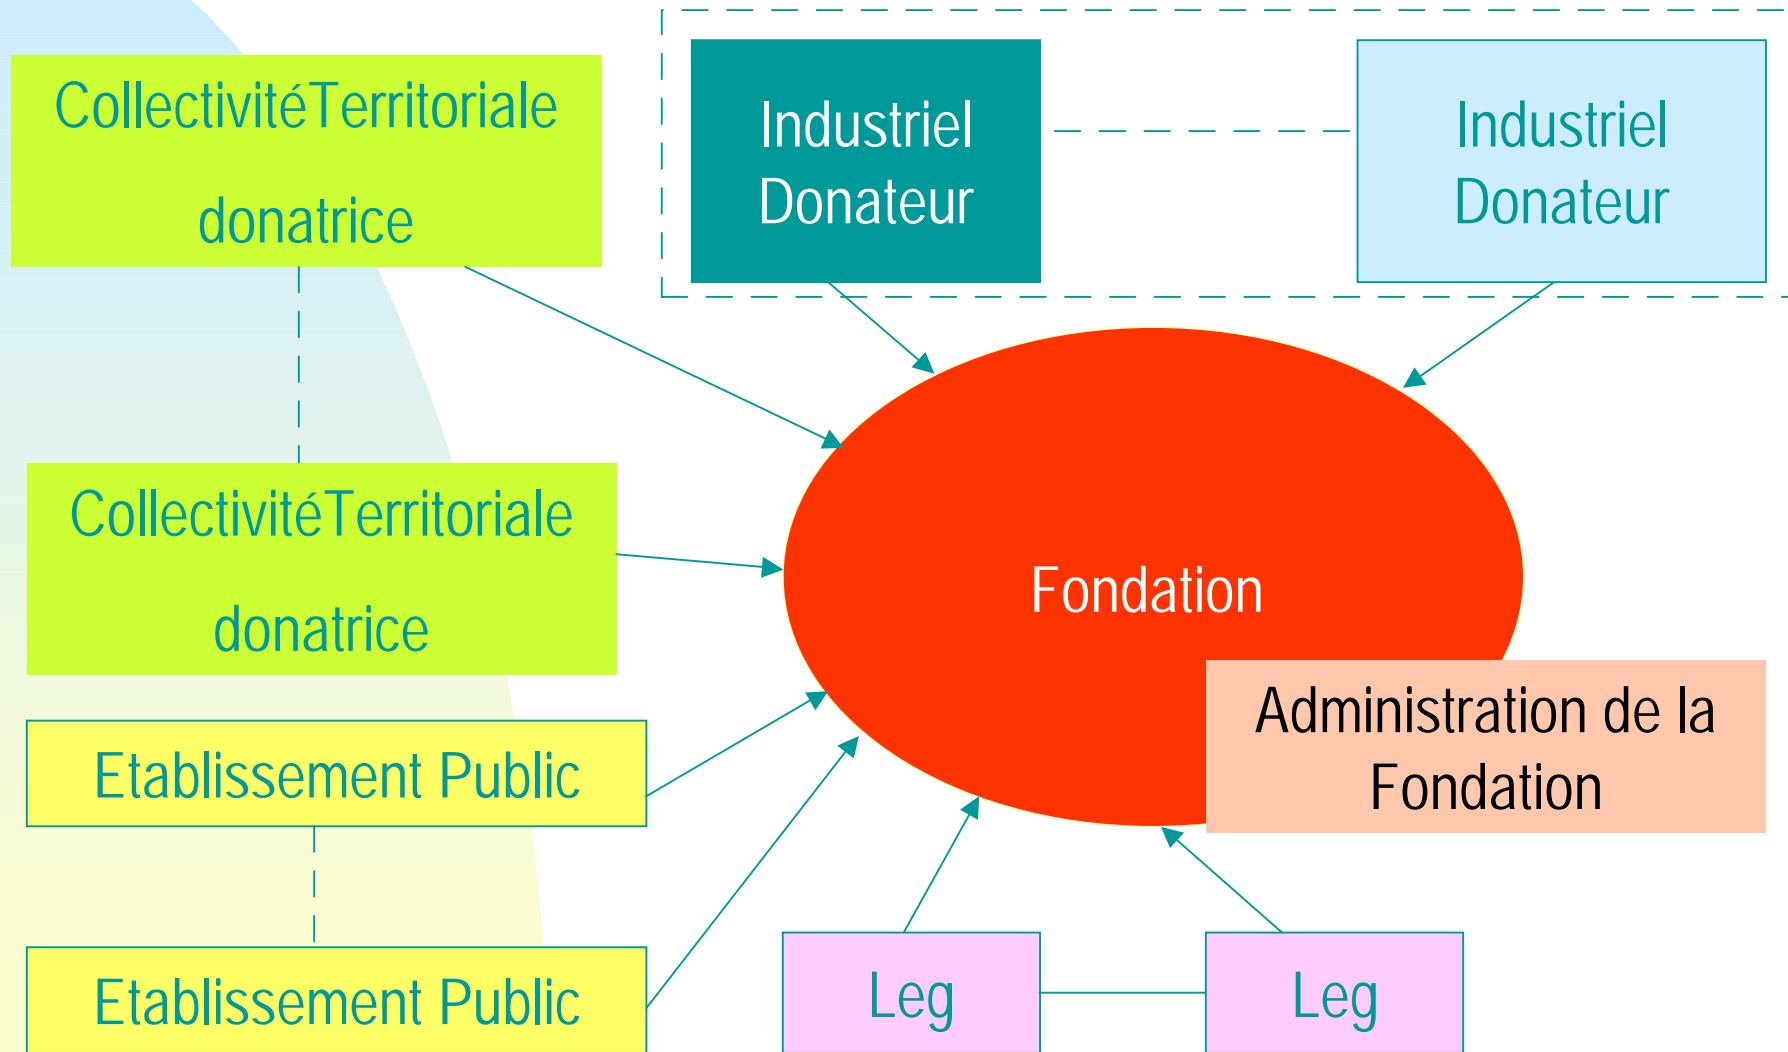 CollectivitéTerritoriale
donatrice
Industriel
Donateur
Industriel
Donateur
CollectivitéTerritoriale
donatrice
Fondation
Administration de la
Fondation
Etablissement Public
Etablissement Public
Leg
Leg